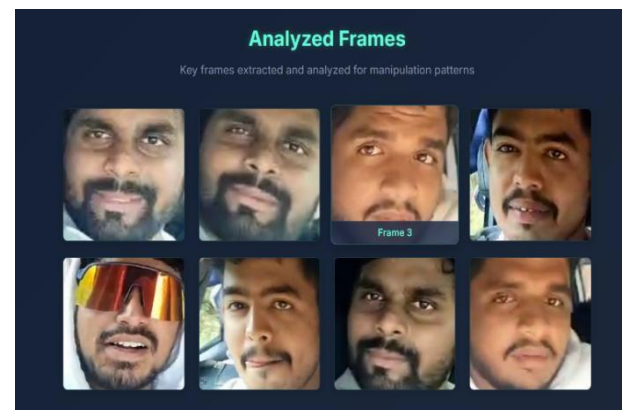 Analyzed Frames
Key frames extracted and analyzed for manipulation patterns
Frame 3